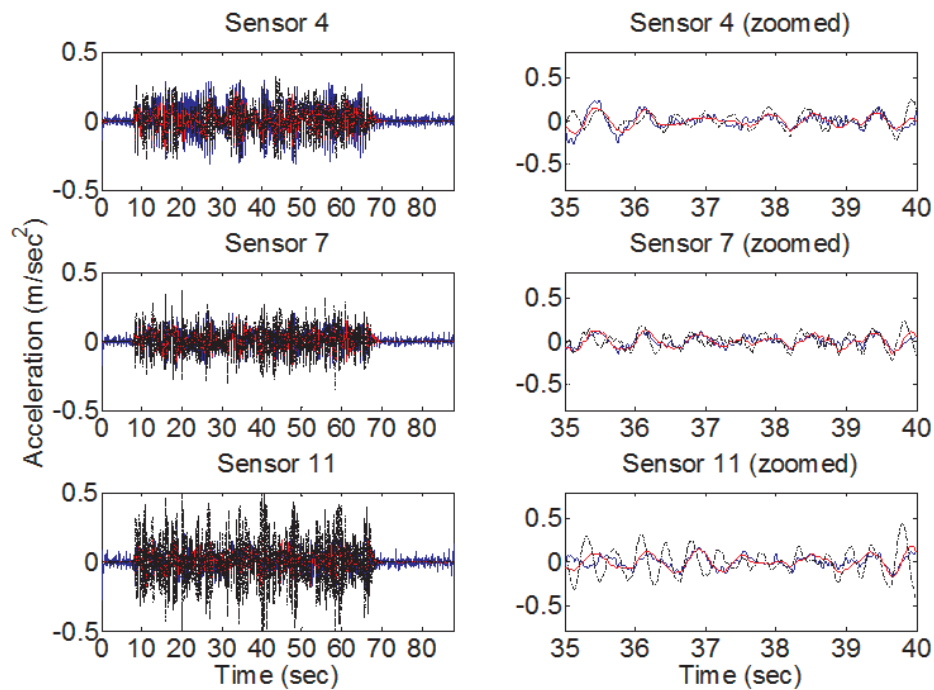 Sensor 4
0.5
0
-0.5
0 10 20 30 40 50 60 70 80
Sensor 4 (zoomed)
0.5
0
-0.5
35 36 37 38 39 40
Acceleration (m/sec²)
Sensor 7
0.5
0
-0.5
0 10 20 30 40 50 60 70 80
Sensor 7 (zoomed)
0.5
0
-0.5
35 36 37 38 39 40
Sensor 11
0.5
0
-0.5
0 10 20 30 40 50 60 70 80
Time (sec)
Sensor 11 (zoomed)
0.5
0
-0.5
35 36 37 38 39 40
Time (sec)